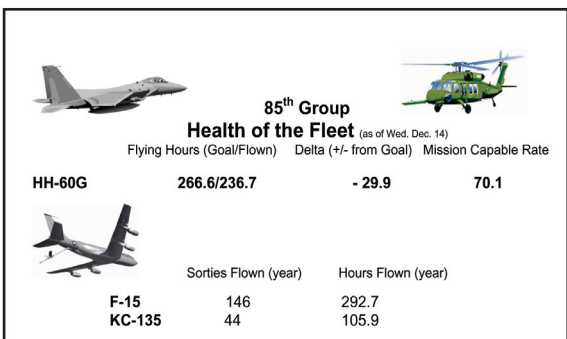 85th Group
Health of the Fleet (as of Wed. Dec. 14)
Flying Hours (Goal/Flown) Delta (+/- from Goal) Mission Capable Rate
HH-60G 266.6/236.7 - 29.9 70.1
Sorties Flown (year) Hours Flown (year)
F-15 146 292.7
KC-135 44 105.9